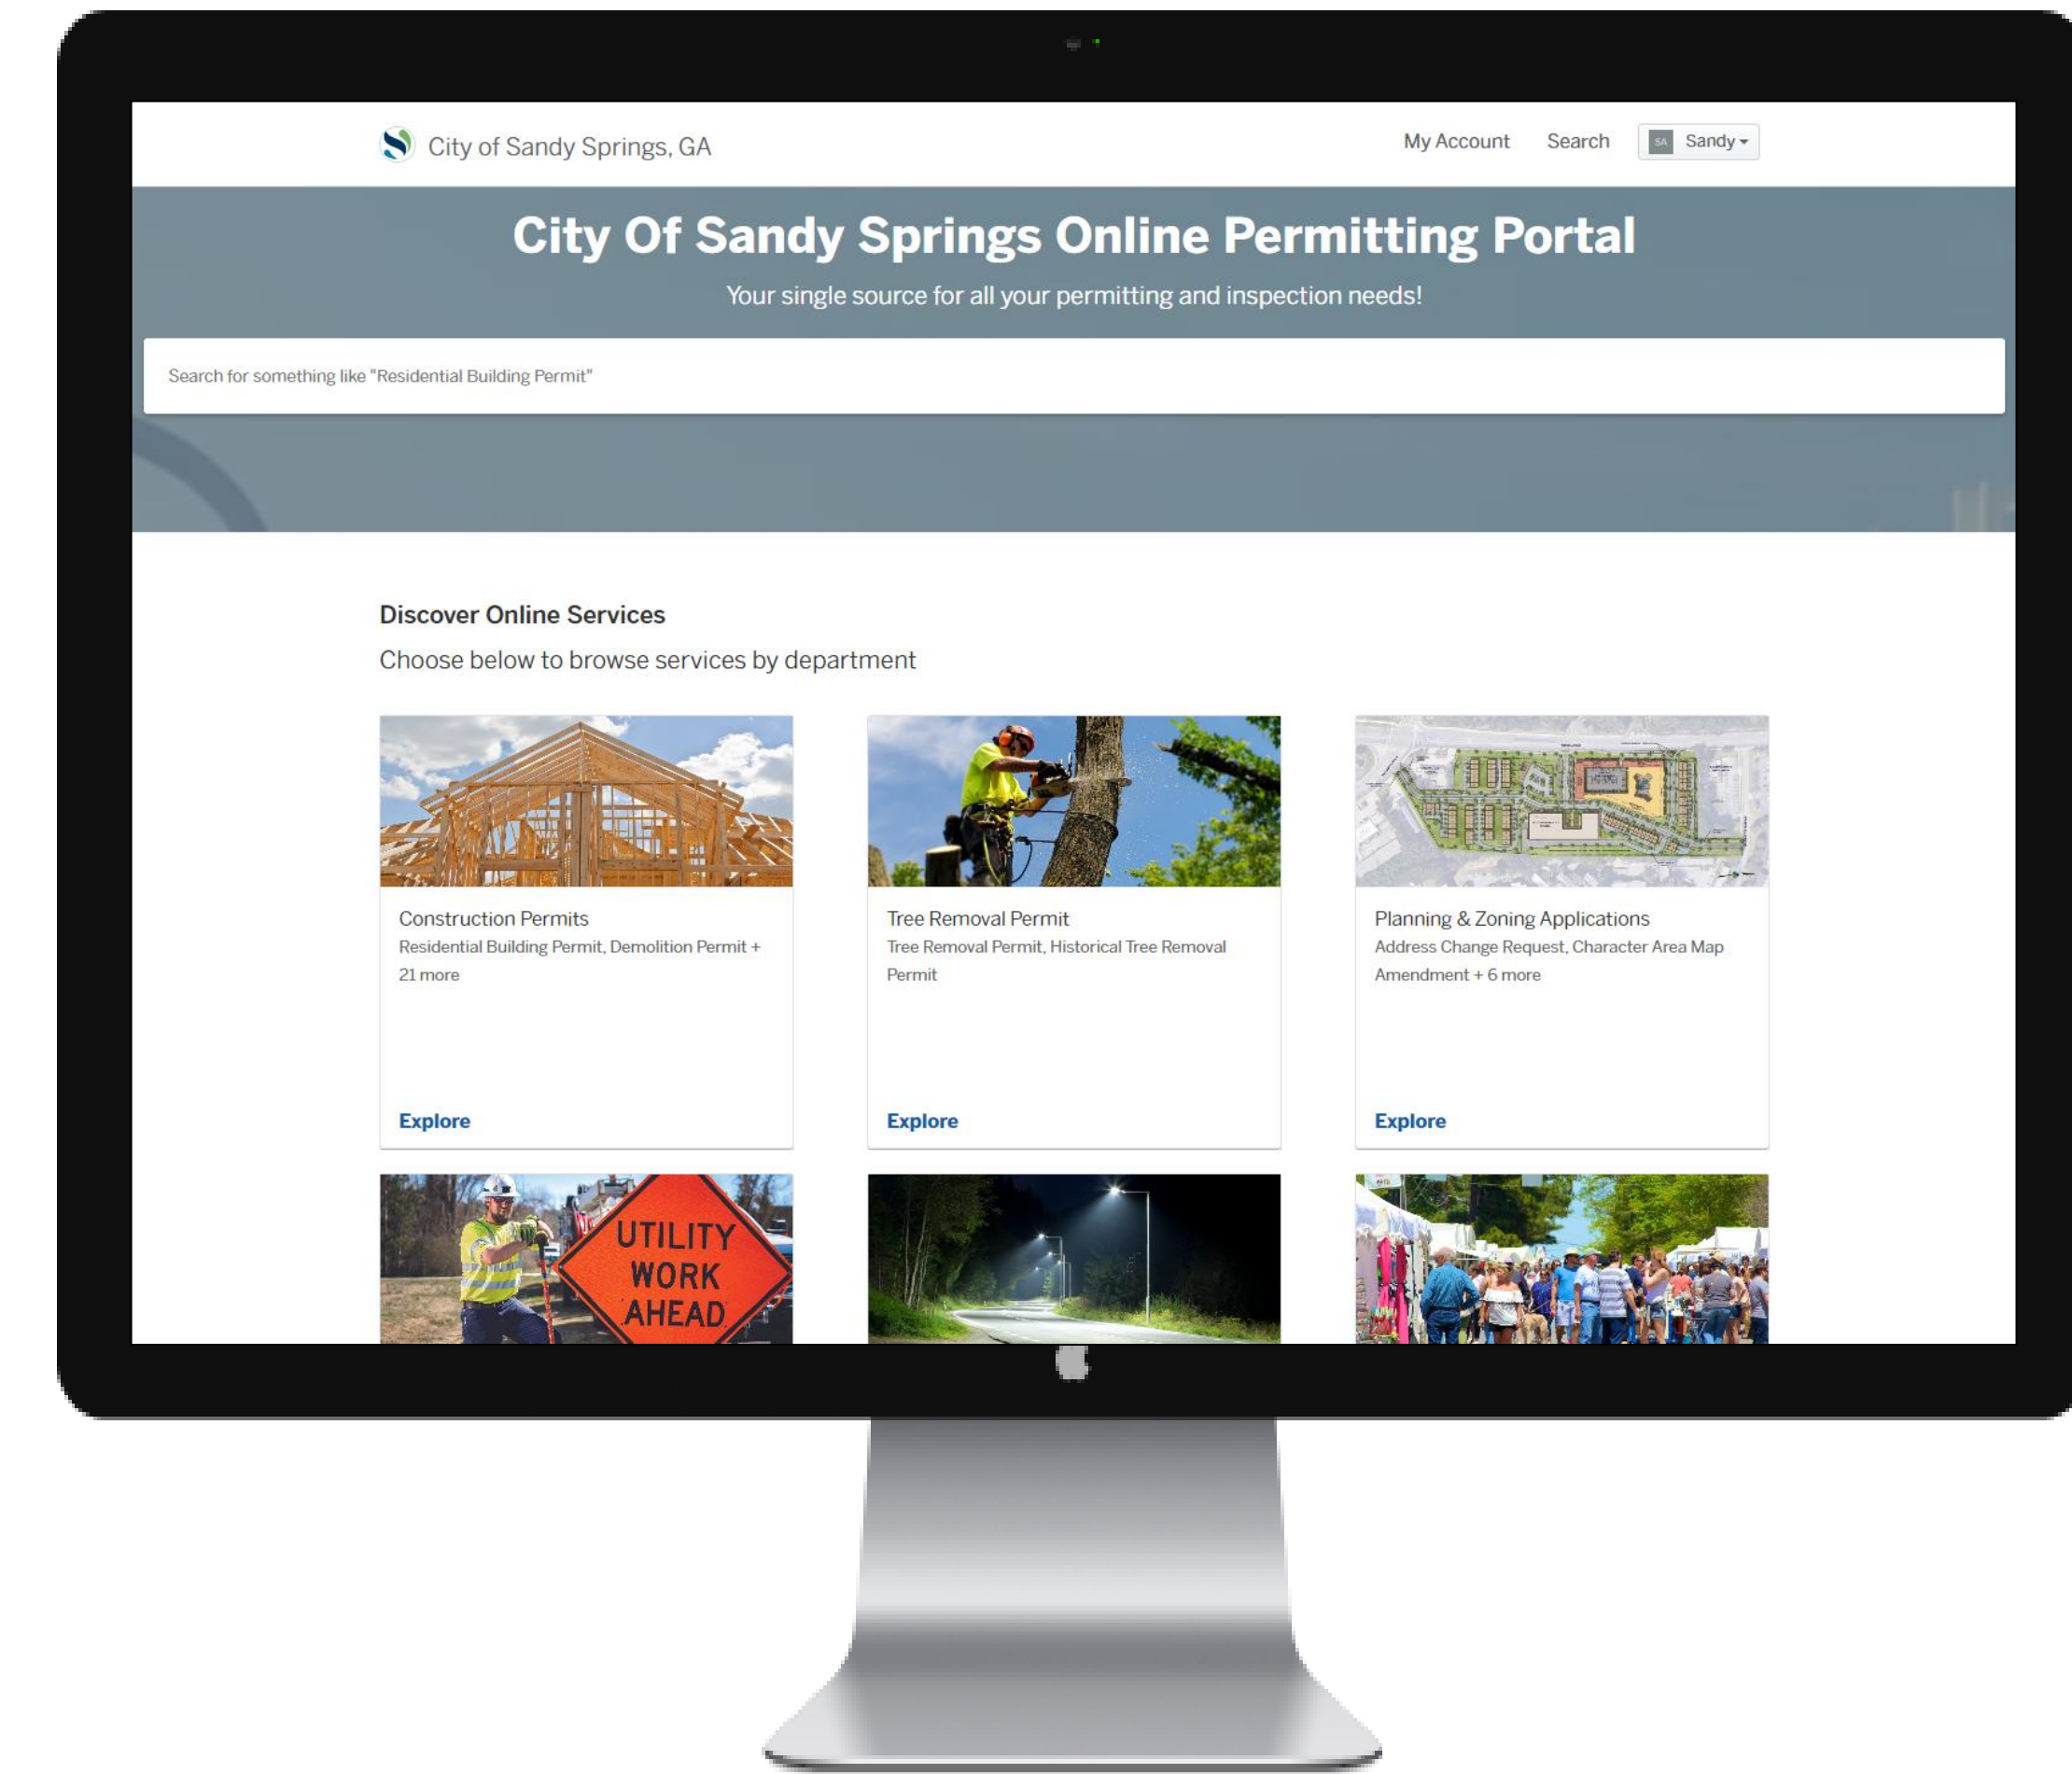 City of Sandy Springs, GA
My Account
Search
SA
Sandy
City Of Sandy Springs Online Permitting Portal
Your single source for all your permitting and inspection needs!
Search for something like "Residential Building Permit"
Discover Online Services
Choose below to browse services by department
Construction Permits
Residential Building Permit, Demolition Permit +
21 more
Explore
Tree Removal Permit
Tree Removal Permit, Historical Tree Removal
Permit
Explore
Planning & Zoning Applications
Address Change Request, Character Area Map
Amendment + 6 more
Explore
UTILITY
WORK
AHEAD